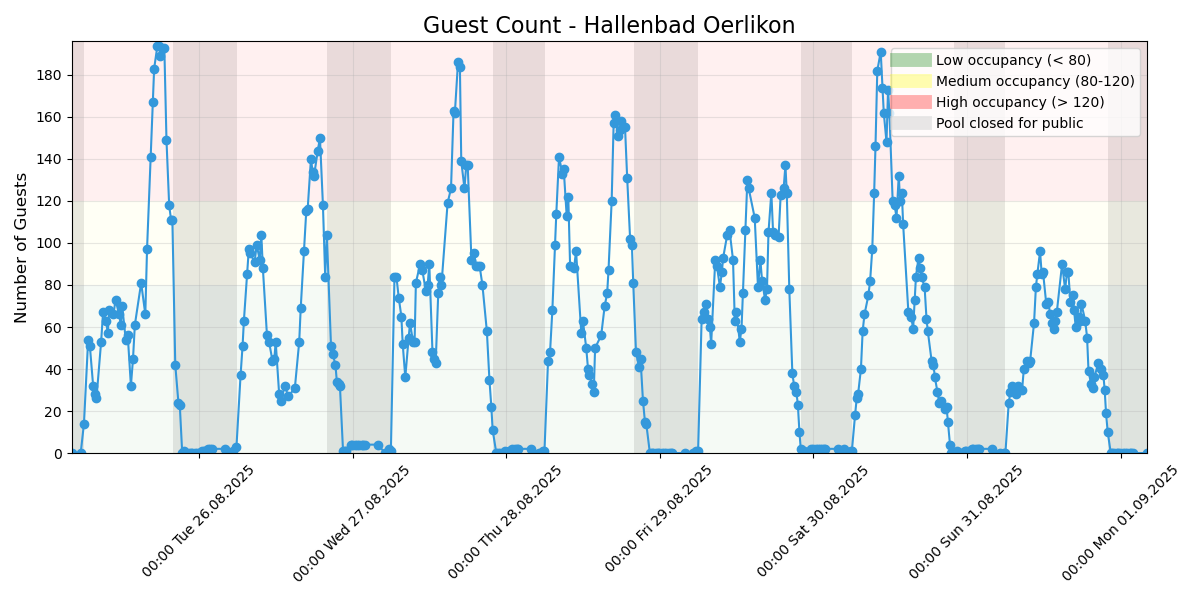 Guest Count - Hallenbad Oerlikon
Number of Guests
180
160
140
120
100
80
60
40
20
0
Low occupancy (< 80)
Medium occupancy (80-120)
High occupancy (> 120)
Pool closed for public
00:00 Tue 26.08.2025
00:00 Wed 27.08.2025
00:00 Thu 28.08.2025
00:00 Fri 29.08.2025
00:00 Sat 30.08.2025
00:00 Sun 31.08.2025
00:00 Mon 01.09.2025